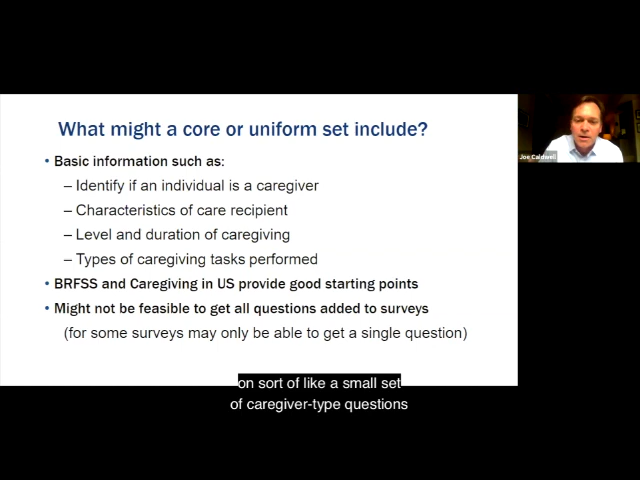 What might a core or uniform set include?
• Basic information such as:
– Identify if an individual is a caregiver
– Characteristics of care recipient
– Level and duration of caregiving
– Types of caregiving tasks performed
• BRFSS and Caregiving in US provide good starting points
• Might not be feasible to get all questions added to surveys
(for some surveys may only be able to get a single question)
Joe Caldwell
on sort of like a small set
of caregiver-type questions